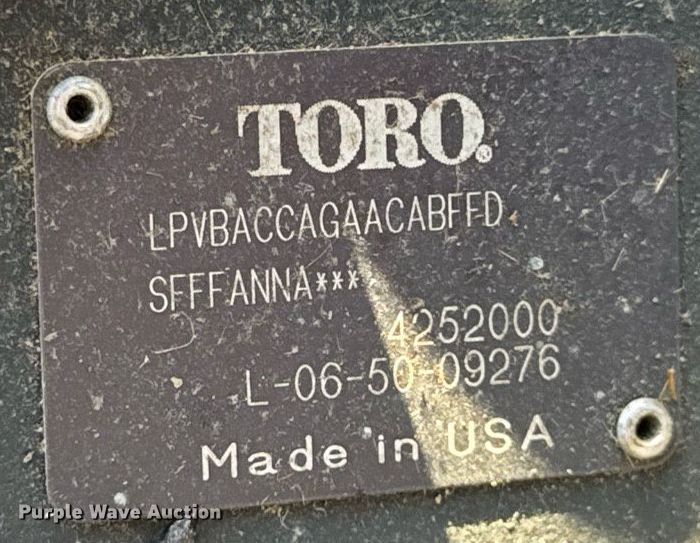 TORO®
LPVBACCAGAACABFFD
SFFFANNA****
4252000
L-06-50-09276
Made in USA
Purple Wave Auction